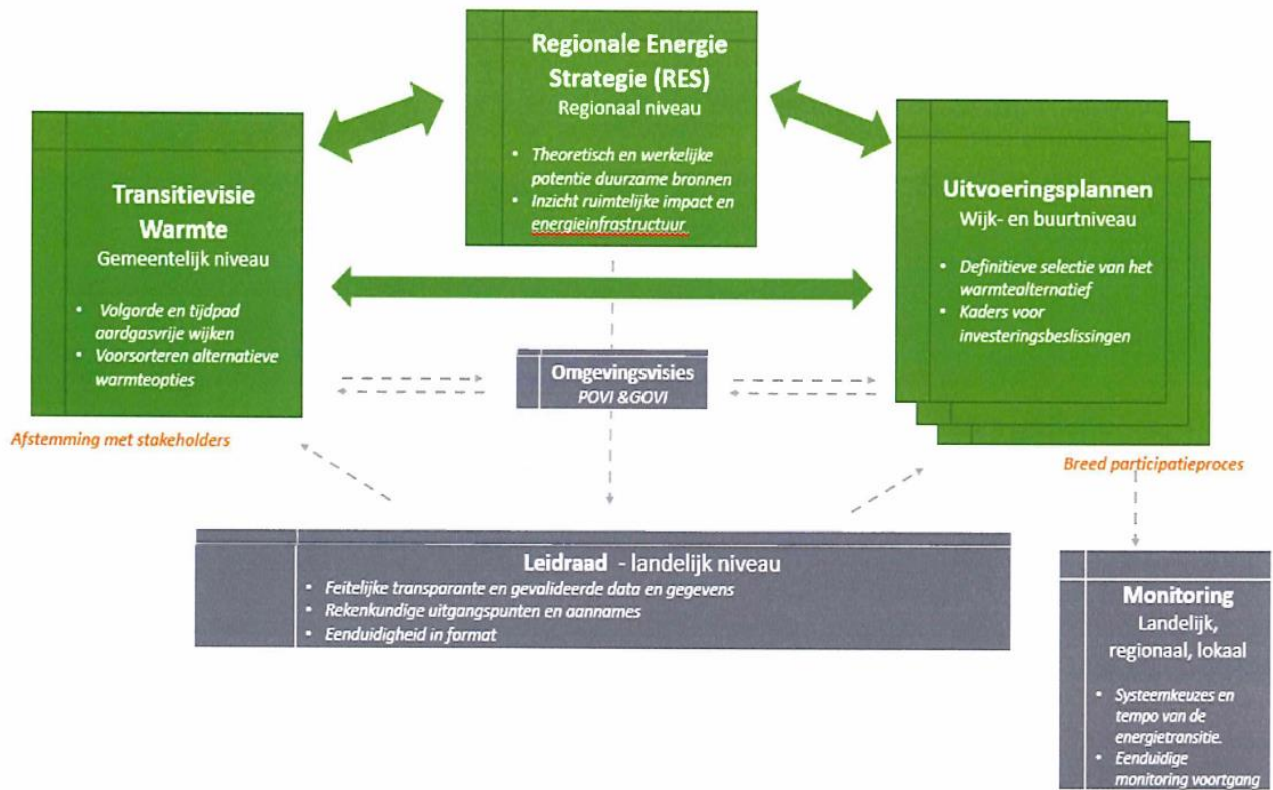 Regionale Energie
Strategie (RES)
Regionaal niveau
• Theoretisch en werkelijke
potentie duurzame bronnen
• Inzicht ruimtelijke impact en
energieinfrastructuur
Transitievisie
Warmte
Gemeentelijk niveau
• Volgorde en tijdpad
aardgasvrije wijken
• Voorsorteren alternatieve
warmteopties
Afstemming met stakeholders
Uitvoeringsplannen
Wijk- en buurtniveau
• Definitieve selectie van het
warmtealternatief
• Kaders voor
investeringsbeslissingen
Breed participatieproces
Omgevingsvisies
POVI &GOVI
Leidraad - landelijk niveau
• Feitelijke transparante en gevalideerde data en gegevens
• Rekenkundige uitgangspunten en aannames
• Eenduidigheid in format
Monitoring
Landelijk,
regionaal, lokaal
• Systeemkeuzes en
tempo van de
energietransitie.
• Eenduidige
monitoring voortgang